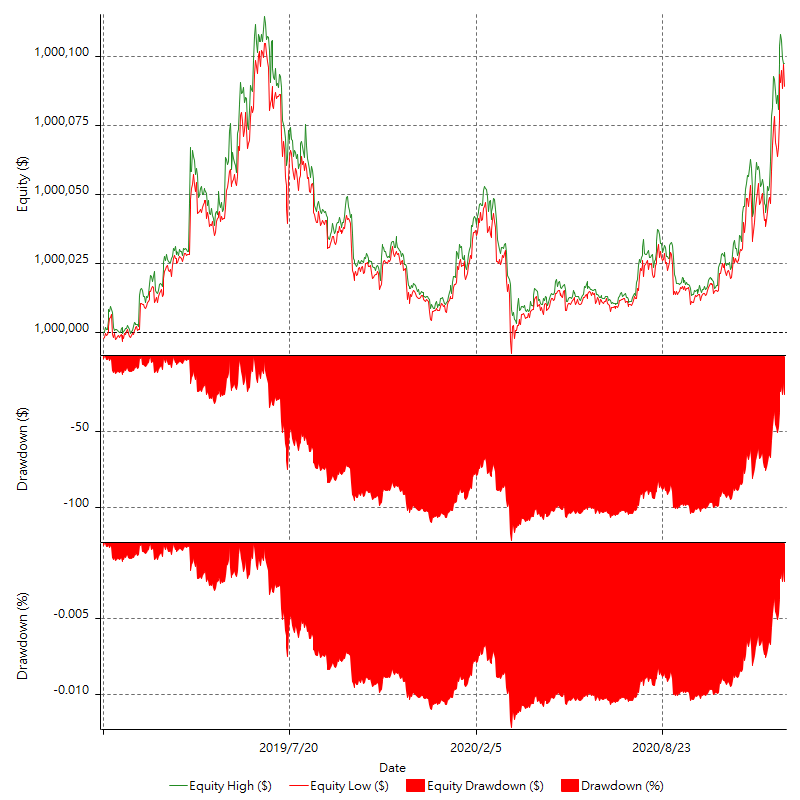 Equity ($)
1,000,100
1,000,075
1,000,050
1,000,025
1,000,000
Drawdown ($)
-50
-100
Drawdown (%)
-0.005
-0.010
2019/7/20
2020/2/5
2020/8/23
Date
Equity High ($) Equity Low ($) Equity Drawdown ($) Drawdown (%)